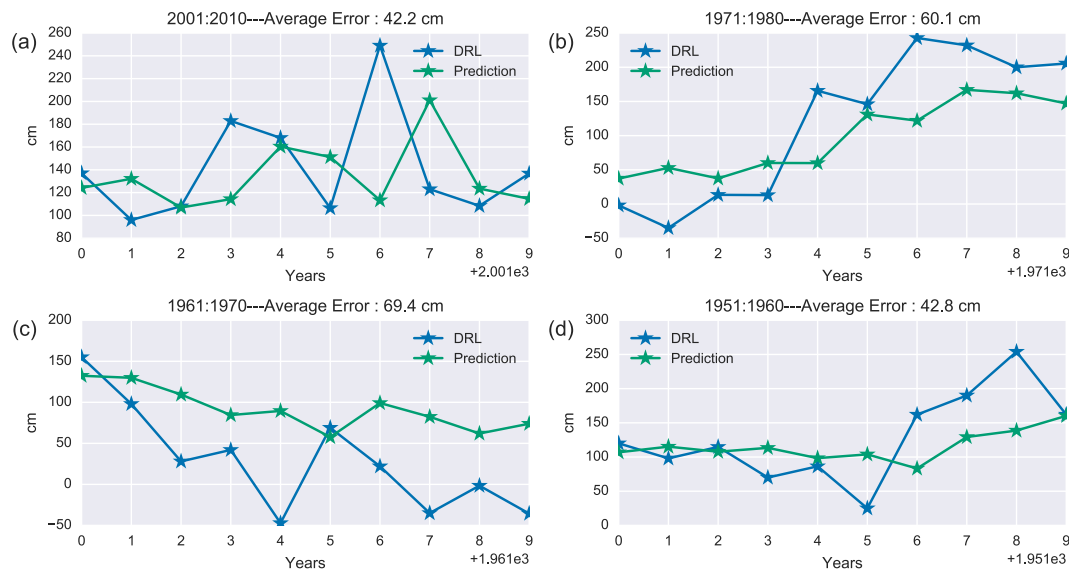 (a)
2001:2010---Average Error : 42.2 cm
260
240
220
200
180
160
140
120
100
80
cm
DRL
Prediction
0 1 2 3 4 5 6 7 8 9
Years
+2.001e3
(b)
1971:1980---Average Error : 60.1 cm
250
200
150
100
50
0
−50
cm
DRL
Prediction
0 1 2 3 4 5 6 7 8 9
Years
+1.971e3
(c)
1961:1970---Average Error : 69.4 cm
200
150
100
50
0
−50
cm
DRL
Prediction
0 1 2 3 4 5 6 7 8 9
Years
+1.961e3
(d)
1951:1960---Average Error : 42.8 cm
300
250
200
150
100
50
0
cm
DRL
Prediction
0 1 2 3 4 5 6 7 8 9
Years
+1.951e3